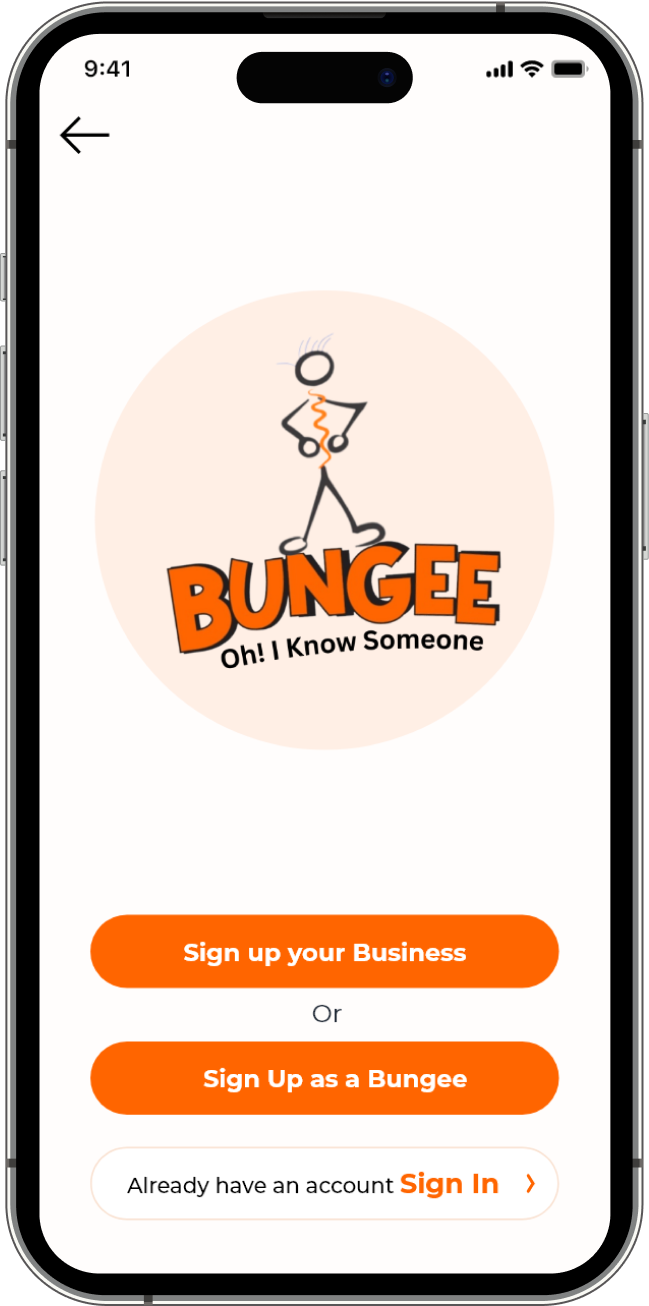 9:41
BUNGEE
Oh! I Know Someone
Sign up your Business
Or
Sign Up as a Bungee
Already have an account Sign In